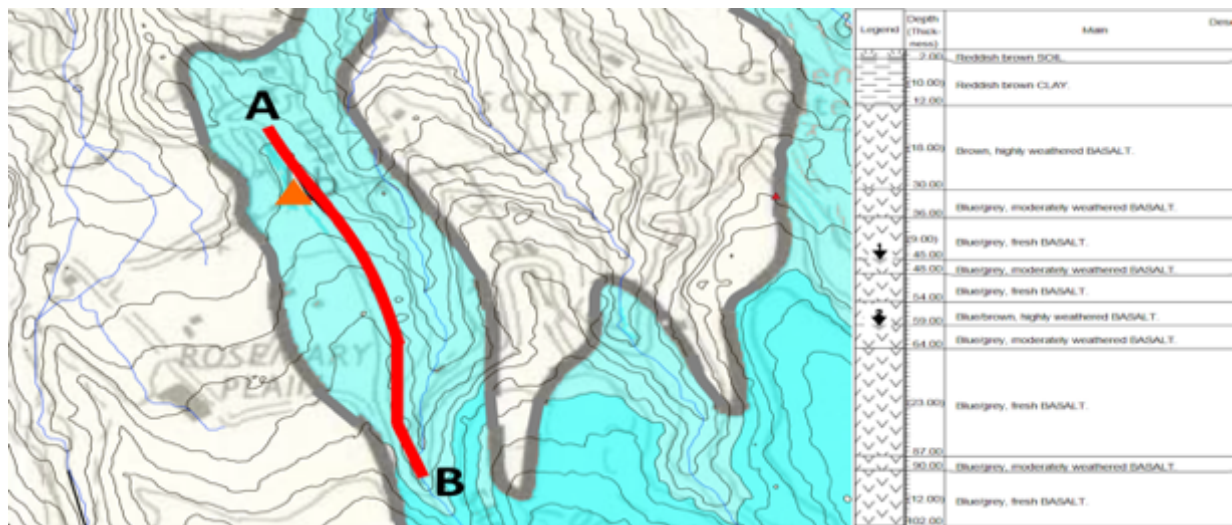 A
SCOTLAND
ROSEMARY
PLAIN
B
Legend
Depth
(Thick-
ness)
Main
2.00
Reddish brown SOIL.
(10.00)
Reddish brown CLAY.
12.00
(18.00)
Brown, highly weathered BASALT.
30.00
Blue/grey, moderately weathered BASALT.
36.00
(9.00)
Blue/grey, fresh BASALT.
1
45.00
Blue/grey, moderately weathered BASALT.
48.00
Blue/grey, fresh BASALT.
54.00
2
Blue/brown, highly weathered BASALT.
59.00
Blue/grey, moderately weathered BASALT.
64.00
(23.00)
Blue/grey, fresh BASALT.
87.00
Blue/grey, moderately weathered BASALT.
90.00
(12.00)
Blue/grey, fresh BASALT.
102.00